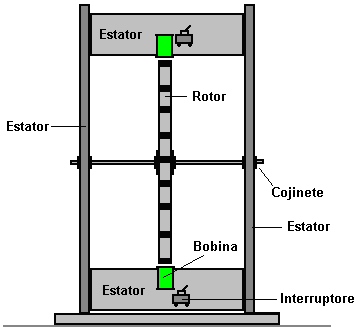 Estator
Rotor
Estator
Cojinete
Estator
Bobina
Estator
Interruptore